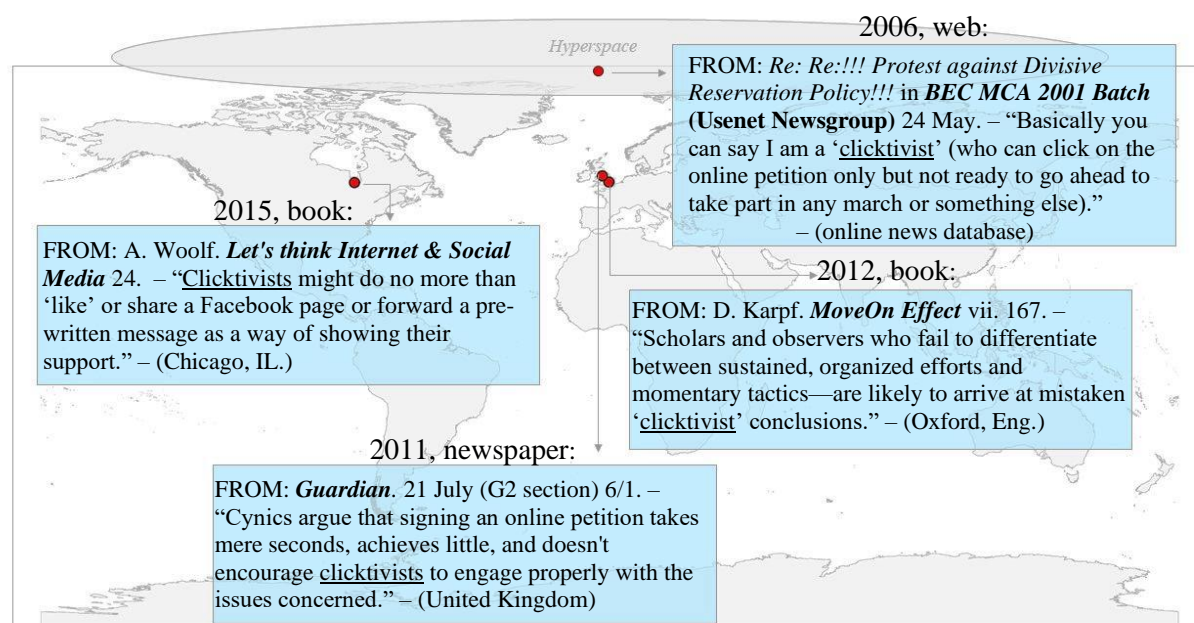 Hyperspace
2006, web:
FROM: Re: Re:!!! Protest against Divisive
Reservation Policy!!! in BEC MCA 2001 Batch
(Usenet Newsgroup) 24 May. – “Basically you
can say I am a ‘clicktivist’ (who can click on the
online petition only but not ready to go ahead to
take part in any march or something else).”
– (online news database)
2015, book:
FROM: A. Woolf. Let's think Internet & Social
Media 24. – “Clicktivists might do no more than
‘like’ or share a Facebook page or forward a pre-
written message as a way of showing their
support.” – (Chicago, IL.)
2012, book:
FROM: D. Karpf. MoveOn Effect vii. 167. –
“Scholars and observers who fail to differentiate
between sustained, organized efforts and
momentary tactics—are likely to arrive at mistaken
‘clicktivist’ conclusions.” – (Oxford, Eng.)
2011, newspaper:
FROM: Guardian. 21 July (G2 section) 6/1. –
“Cynics argue that signing an online petition takes
mere seconds, achieves little, and doesn't
encourage clicktivists to engage properly with the
issues concerned.” – (United Kingdom)